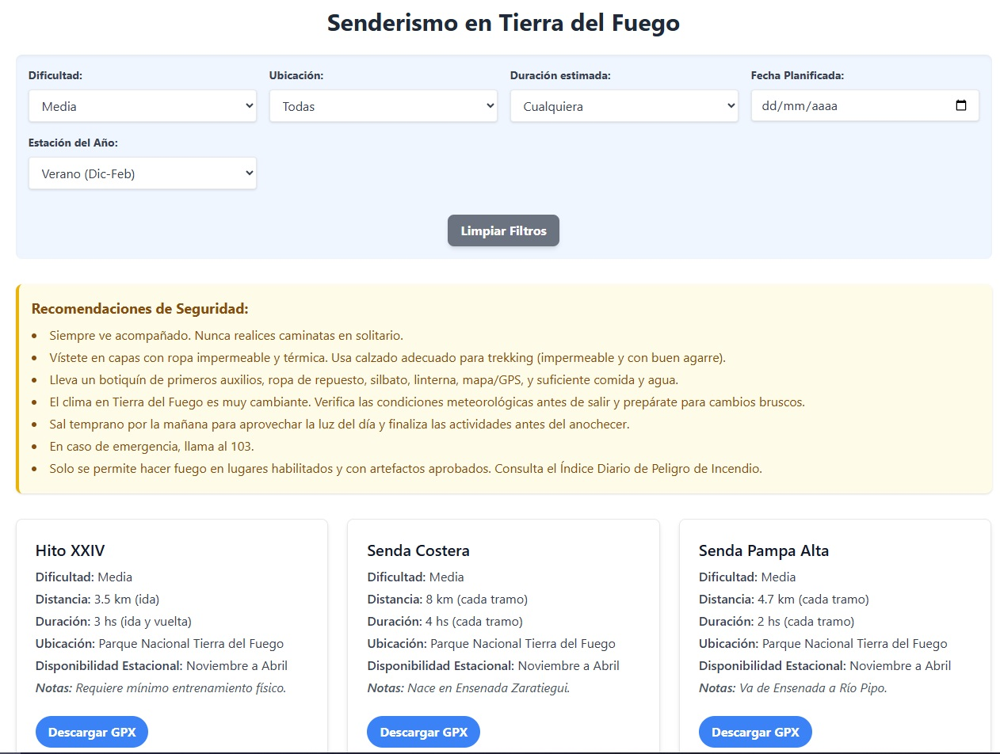 Senderismo en Tierra del Fuego
Dificultad:
Media
Ubicación:
Todas
Duración estimada:
Cualquiera
Fecha Planificada:
dd/mm/aaaa
Estación del Año:
Verano (Dic-Feb)
Limpiar Filtros
Recomendaciones de Seguridad:
Siempre ve acompañado. Nunca realices caminatas en solitario.
Vístete en capas con ropa impermeable y térmica. Usa calzado adecuado para trekking (impermeable y con buen agarre).
Lleva un botiquín de primeros auxilios, ropa de repuesto, silbato, linterna, mapa/GPS, y suficiente comida y agua.
El clima en Tierra del Fuego es muy cambiante. Verifica las condiciones meteorológicas antes de salir y prepárate para cambios bruscos.
Sal temprano por la mañana para aprovechar la luz del día y finaliza las actividades antes del anochecer.
En caso de emergencia, llama al 103.
Solo se permite hacer fuego en lugares habilitados y con artefactos aprobados. Consulta el Índice Diario de Peligro de Incendio.
Hito XXIV
Dificultad: Media
Distancia: 3.5 km (ida)
Duración: 3 hs (ida y vuelta)
Ubicación: Parque Nacional Tierra del Fuego
Disponibilidad Estacional: Noviembre a Abril
Notas: Requiere mínimo entrenamiento físico.
Descargar GPX
Senda Costera
Dificultad: Media
Distancia: 8 km (cada tramo)
Duración: 4 hs (cada tramo)
Ubicación: Parque Nacional Tierra del Fuego
Disponibilidad Estacional: Noviembre a Abril
Notas: Nace en Ensenada Zaratiegui.
Descargar GPX
Senda Pampa Alta
Dificultad: Media
Distancia: 4.7 km (cada tramo)
Duración: 2 hs (cada tramo)
Ubicación: Parque Nacional Tierra del Fuego
Disponibilidad Estacional: Noviembre a Abril
Notas: Va de Ensenada a Río Pipo.
Descargar GPX